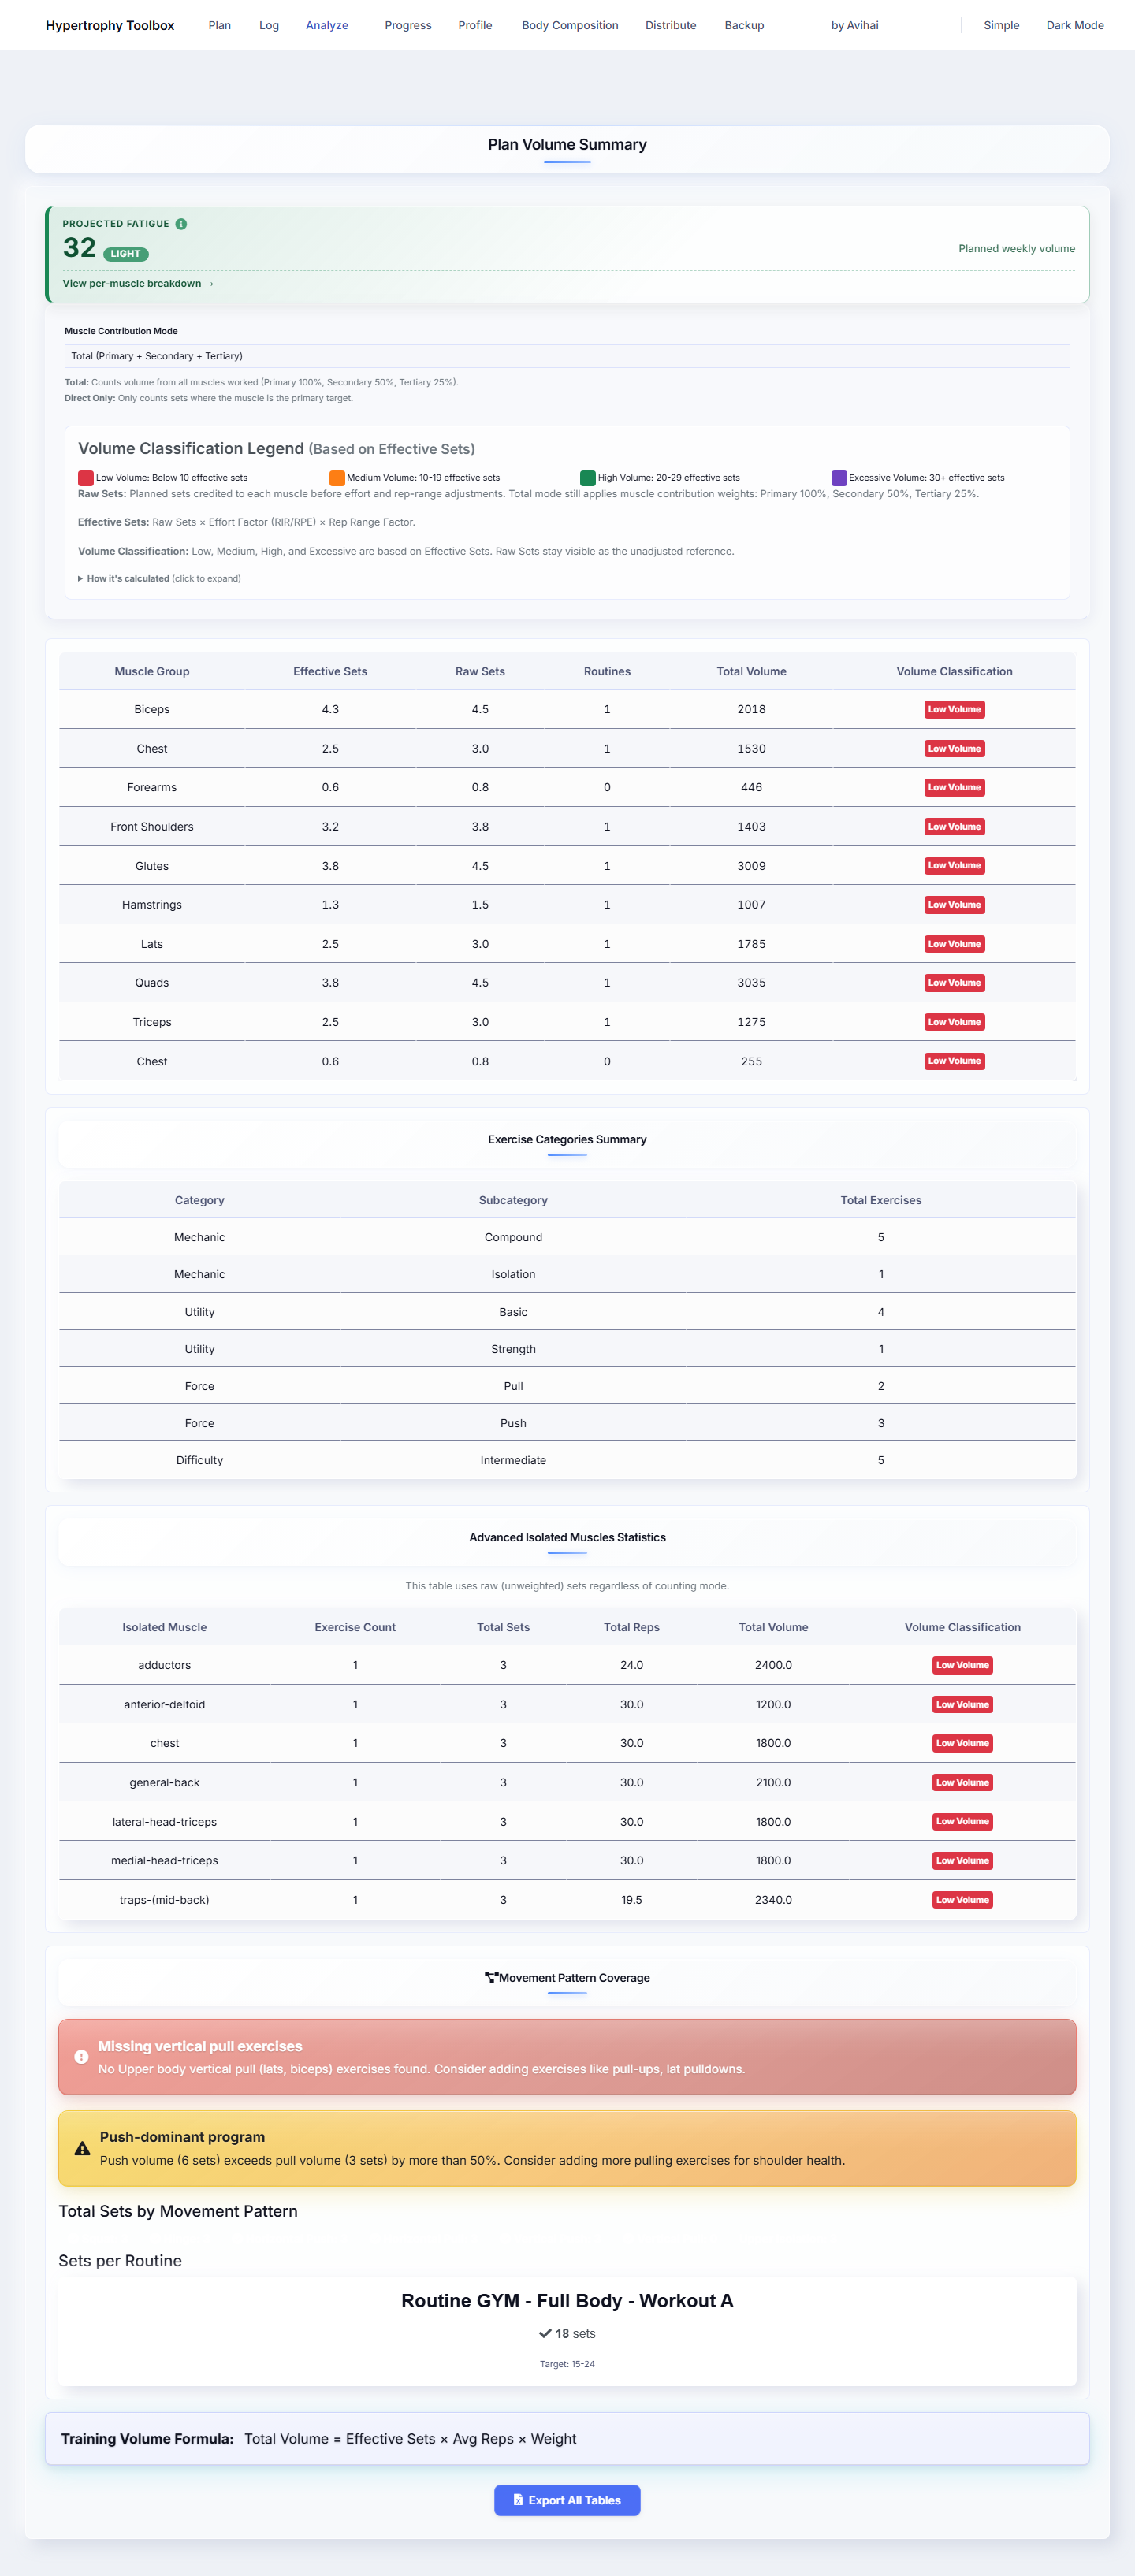 Hypertrophy Toolbox Plan Log Analyze Progress Profile Body Composition Distribute Backup by Avihai Simple Dark Mode
Plan Volume Summary
PROJECTED FATIGUE
32 LIGHT
Planned weekly volume
View per-muscle breakdown →
Muscle Contribution Mode
Total (Primary + Secondary + Tertiary)
Total: Counts volume from all muscles worked (Primary 100%, Secondary 50%, Tertiary 25%).
Direct Only: Only counts sets where the muscle is the primary target.
Volume Classification Legend (Based on Effective Sets)
Low Volume: Below 10 effective sets Medium Volume: 10-19 effective sets High Volume: 20-29 effective sets Excessive Volume: 30+ effective sets
Raw Sets: Planned sets credited to each muscle before effort and rep-range adjustments. Total mode still applies muscle contribution weights: Primary 100%, Secondary 50%, Tertiary 25%.
Effective Sets: Raw Sets × Effort Factor (RIR/RPE) × Rep Range Factor.
Volume Classification: Low, Medium, High, and Excessive are based on Effective Sets. Raw Sets stay visible as the unadjusted reference.
How it's calculated (click to expand)
Muscle Group Effective Sets Raw Sets Routines Total Volume Volume Classification
Biceps 4.3 4.5 1 2018 Low Volume
Chest 2.5 3.0 1 1530 Low Volume
Forearms 0.6 0.8 0 446 Low Volume
Front Shoulders 3.2 3.8 1 1403 Low Volume
Glutes 3.8 4.5 1 3009 Low Volume
Hamstrings 1.3 1.5 1 1007 Low Volume
Lats 2.5 3.0 1 1785 Low Volume
Quads 3.8 4.5 1 3035 Low Volume
Triceps 2.5 3.0 1 1275 Low Volume
Chest 0.6 0.8 0 255 Low Volume
Exercise Categories Summary
Category Subcategory Total Exercises
Mechanic Compound 5
Mechanic Isolation 1
Utility Basic 4
Utility Strength 1
Force Pull 2
Force Push 3
Difficulty Intermediate 5
Advanced Isolated Muscles Statistics
This table uses raw (unweighted) sets regardless of counting mode.
Isolated Muscle Exercise Count Total Sets Total Reps Total Volume Volume Classification
adductors 1 3 24.0 2400.0 Low Volume
anterior-deltoid 1 3 30.0 1200.0 Low Volume
chest 1 3 30.0 1800.0 Low Volume
general-back 1 3 30.0 2100.0 Low Volume
lateral-head-triceps 1 3 30.0 1800.0 Low Volume
medial-head-triceps 1 3 30.0 1800.0 Low Volume
traps-(mid-back) 1 3 19.5 2340.0 Low Volume
Movement Pattern Coverage
Missing vertical pull exercises
No Upper body vertical pull (lats, biceps) exercises found. Consider adding exercises like pull-ups, lat pulldowns.
Push-dominant program
Push volume (6 sets) exceeds pull volume (3 sets) by more than 50%. Consider adding more pulling exercises for shoulder health.
Total Sets by Movement Pattern
Sets per Routine
Routine GYM - Full Body - Workout A
18 sets
Target: 15-24
Training Volume Formula: Total Volume = Effective Sets × Avg Reps × Weight
Export All Tables